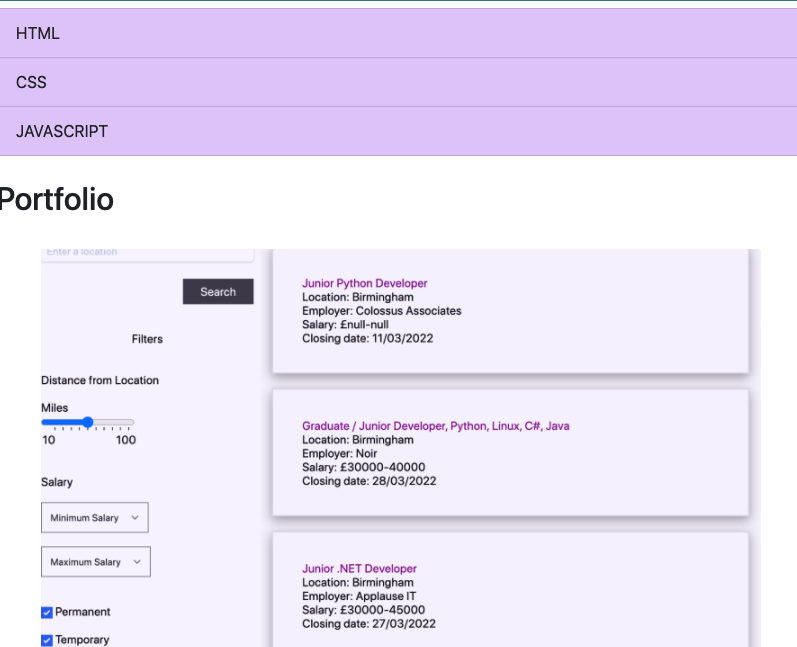 HTML
CSS
JAVASCRIPT
Portfolio
Enter a location
Search
Filters
Distance from Location
Miles
10 100
Salary
Minimum Salary
Maximum Salary
Permanent
Temporary
Junior Python Developer
Location: Birmingham
Employer: Colossus Associates
Salary: £null-null
Closing date: 11/03/2022
Graduate / Junior Developer, Python, Linux, C#, Java
Location: Birmingham
Employer: Noir
Salary: £30000-40000
Closing date: 28/03/2022
Junior .NET Developer
Location: Birmingham
Employer: Applause IT
Salary: £30000-45000
Closing date: 27/03/2022